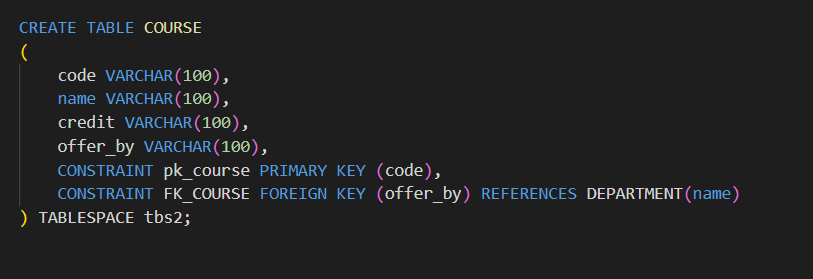 CREATE TABLE COURSE
(
    code VARCHAR(100),
    name VARCHAR(100),
    credit VARCHAR(100),
    offer_by VARCHAR(100),
    CONSTRAINT pk_course PRIMARY KEY (code),
    CONSTRAINT FK_COURSE FOREIGN KEY (offer_by) REFERENCES DEPARTMENT(name)
) TABLESPACE tbs2;